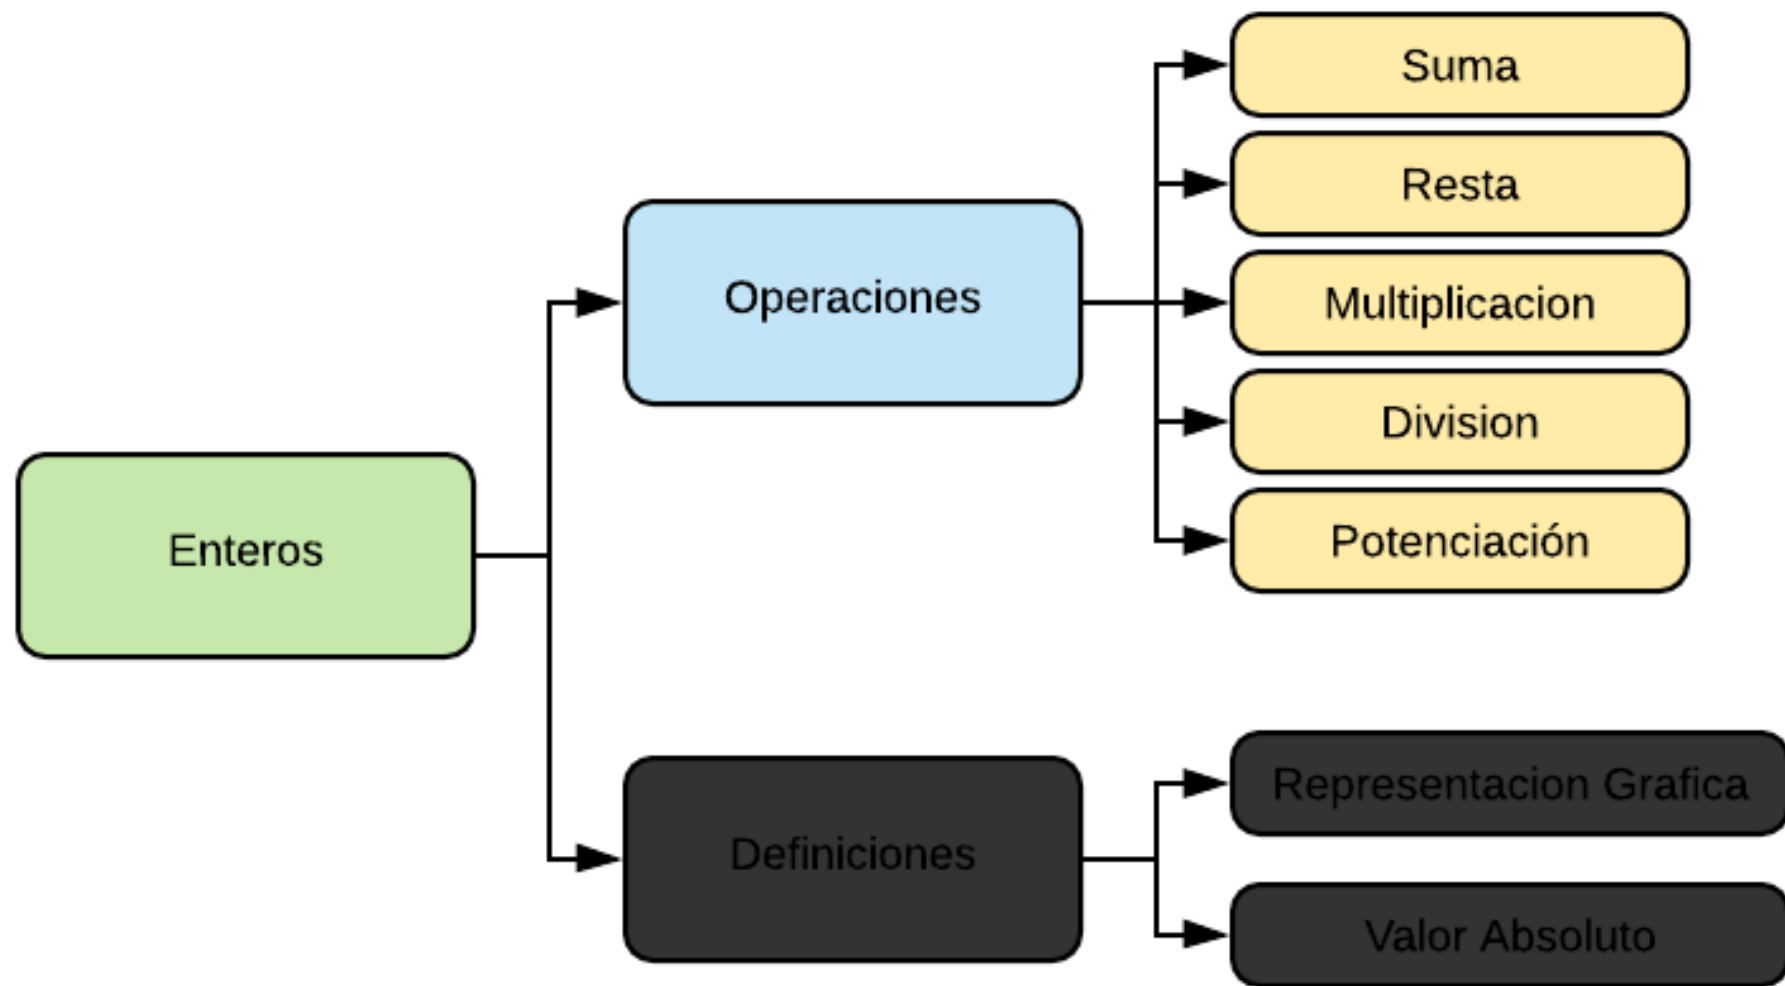 Suma
Resta
Operaciones
Multiplicacion
Division
Enteros
Potenciación
Representacion Grafica
Definiciones
Valor Absoluto